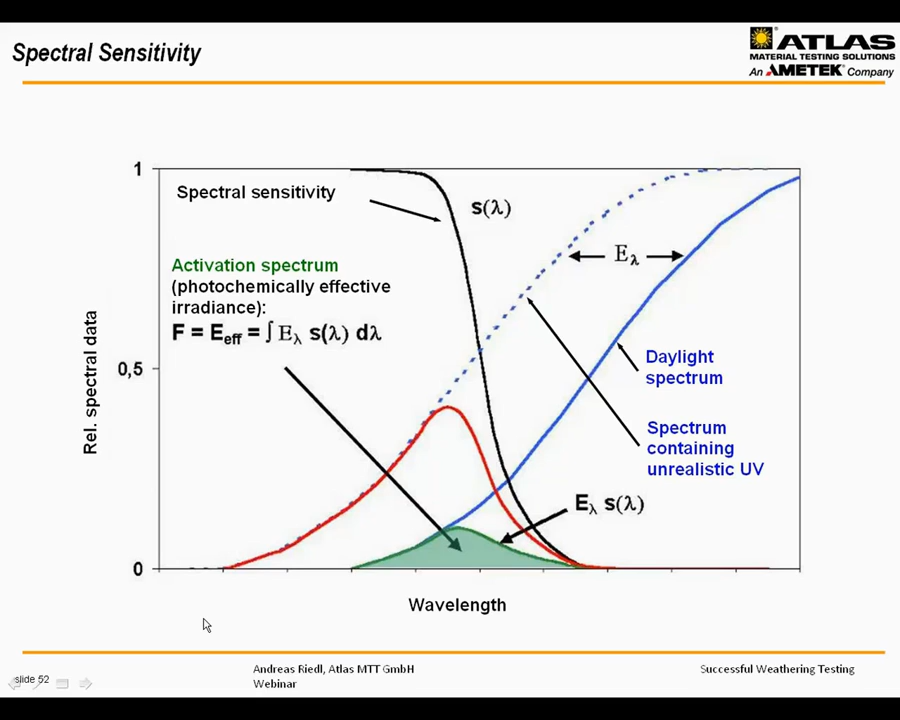 Spectral Sensitivity
ATLAS
MATERIAL TESTING SOLUTIONS
An AMETEK Company
1
Spectral sensitivity
s(λ)
Activation spectrum
(photochemically effective
irradiance):
F = Eeff = ∫ Eλ s(λ) dλ
Eλ
Rel. spectral data
0,5
Daylight
spectrum
Spectrum
containing
unrealistic UV
Eλ s(λ)
0
Wavelength
slide 52
Andreas Riedl, Atlas MTT GmbH
Webinar
Successful Weathering Testing